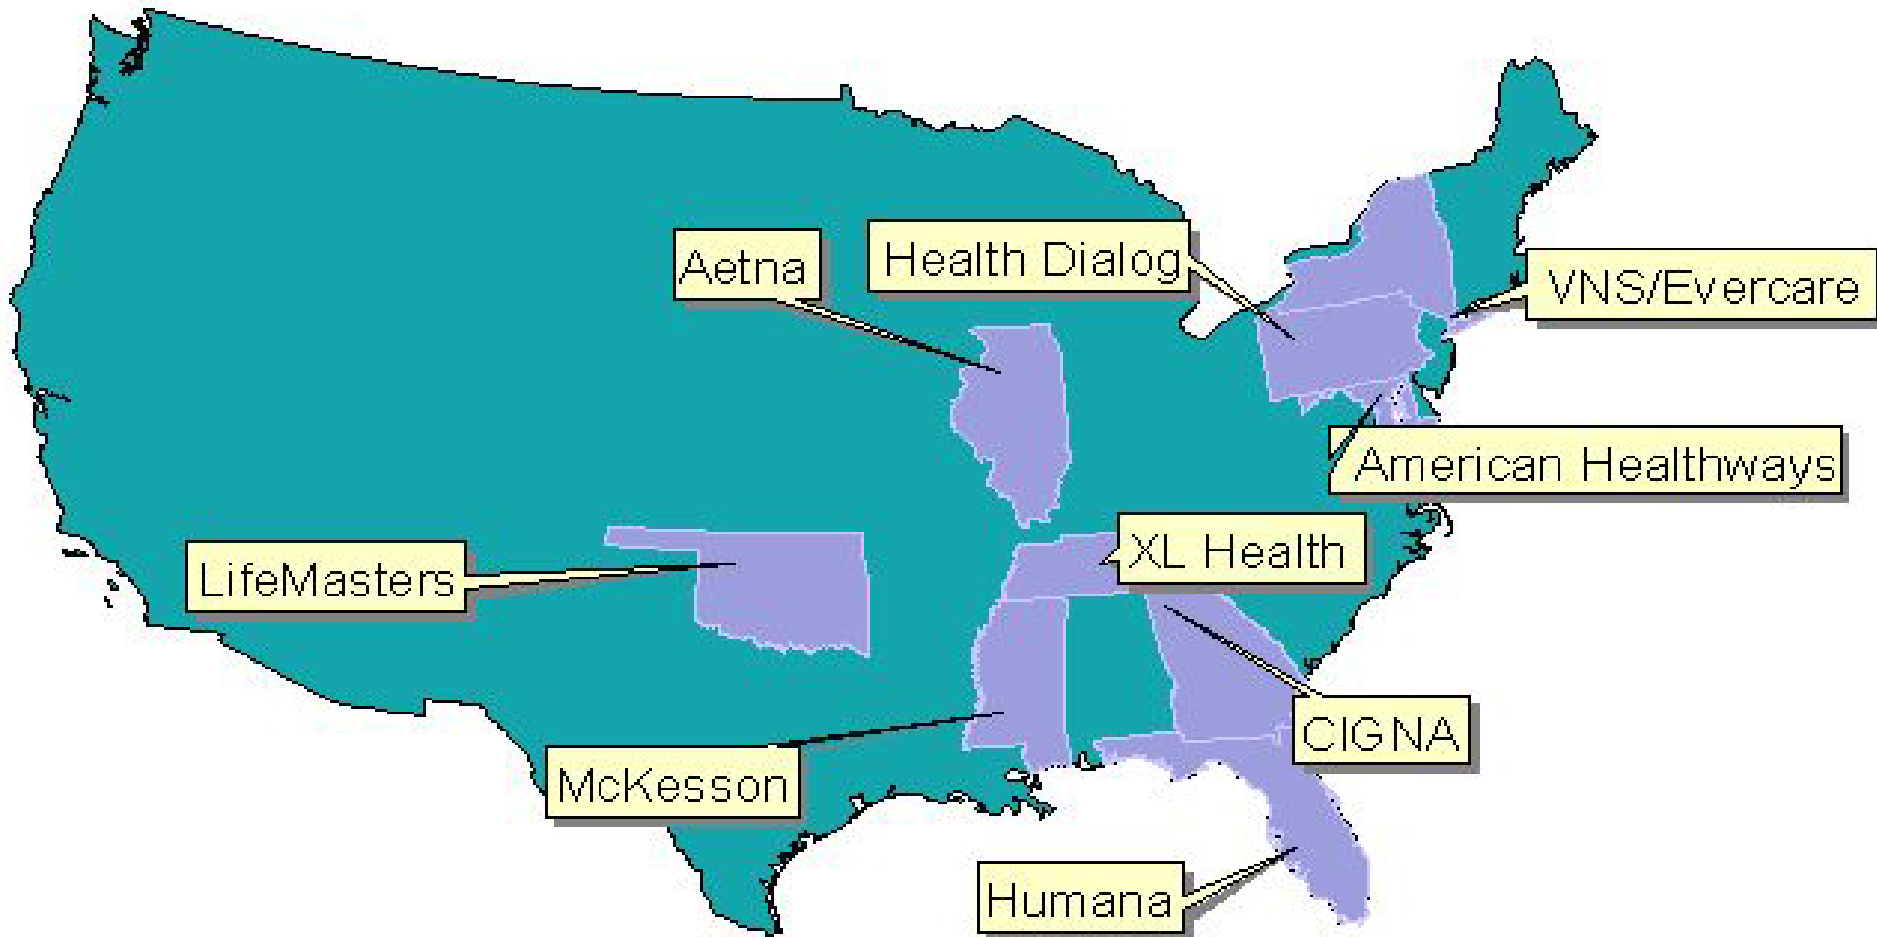 Aetna
Health Dialog
VNS/Evercare
American Healthways
XL Health
LifeMasters
CIGNA
McKesson
Humana